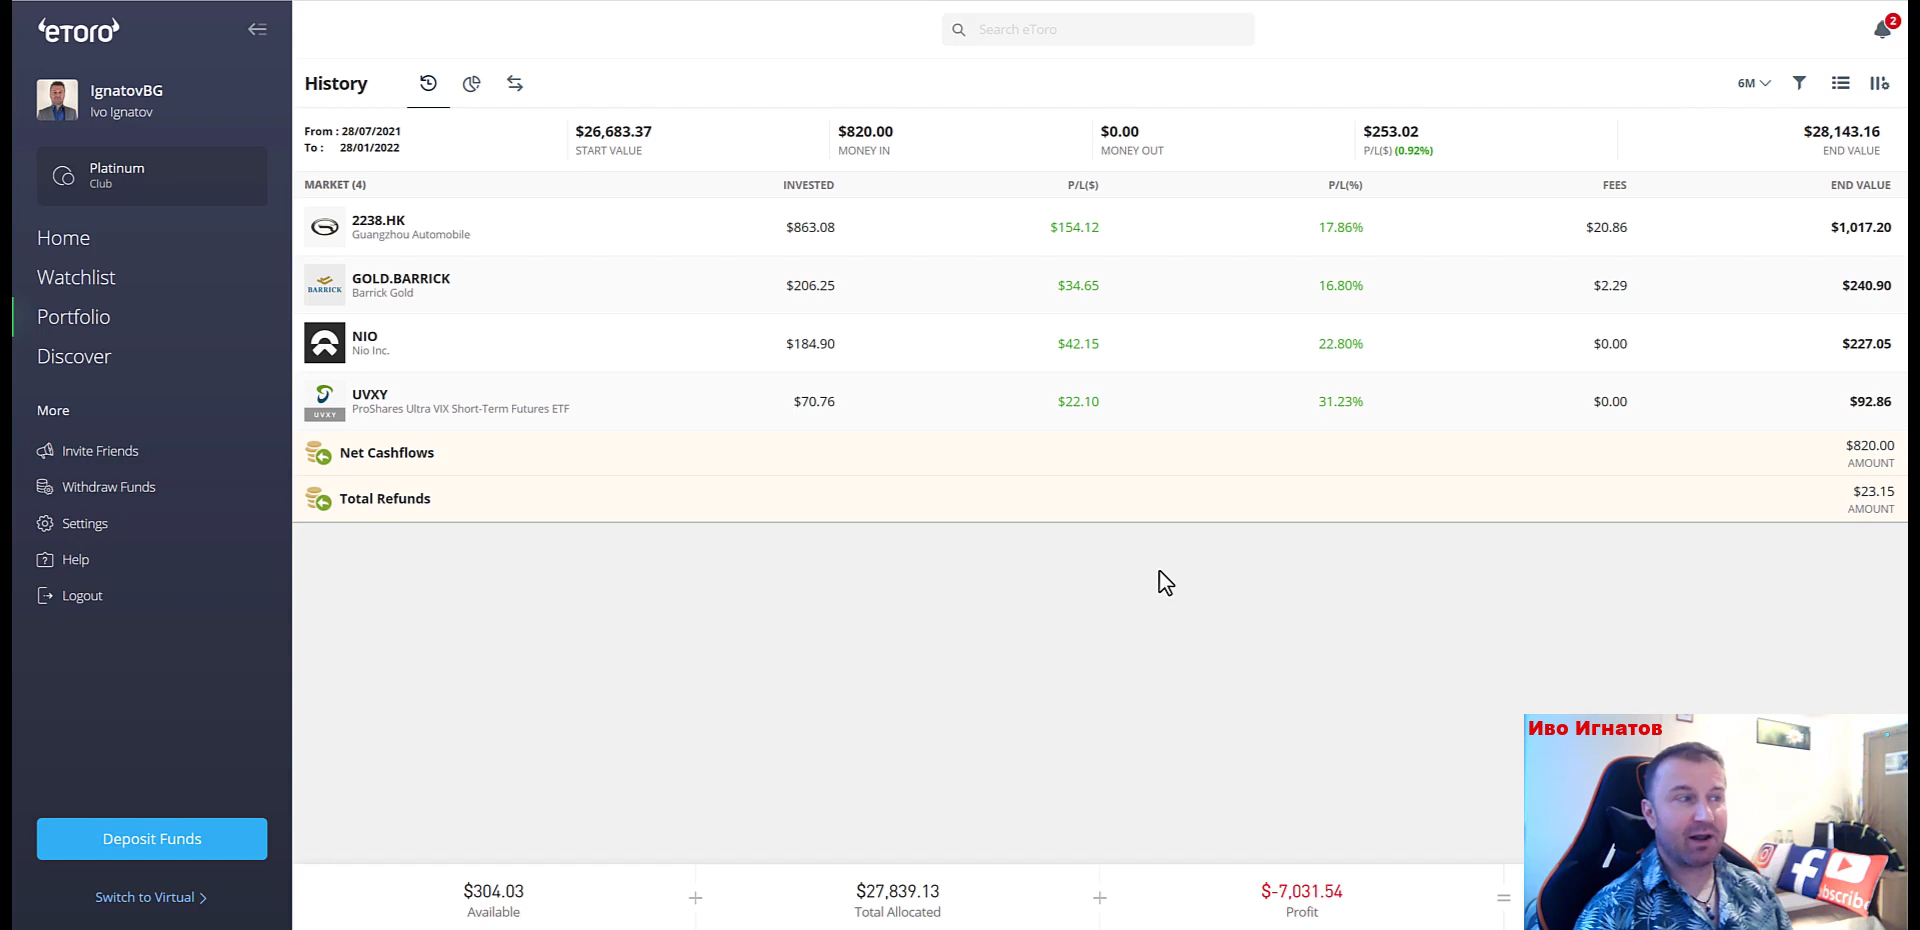 eToro
IgnatovBG
Ivo Ignatov
Platinum
Club
Home
Watchlist
Portfolio
Discover
More
Invite Friends
Withdraw Funds
Settings
Help
Logout
Deposit Funds
Switch to Virtual
Search eToro
2
History
6M
From : 28/07/2021
To : 28/01/2022
$26,683.37
START VALUE
$820.00
MONEY IN
$0.00
MONEY OUT
$253.02
P/L($) (0.92%)
$28,143.16
END VALUE
MARKET (4) INVESTED P/L($) P/L(%) FEES END VALUE
2238.HK
Guangzhou Automobile
$863.08 $154.12 17.86% $20.86 $1,017.20
BARRICK
GOLD.BARRICK
Barrick Gold
$206.25 $34.65 16.80% $2.29 $240.90
NIO
Nio Inc.
$184.90 $42.15 22.80% $0.00 $227.05
UVXY
UVXY
ProShares Ultra VIX Short-Term Futures ETF
$70.76 $22.10 31.23% $0.00 $92.86
Net Cashflows
$820.00
AMOUNT
Total Refunds
$23.15
AMOUNT
$304.03
Available
+
$27,839.13
Total Allocated
+
$-7,031.54
Profit
=
Иво Игнатов
bscribe